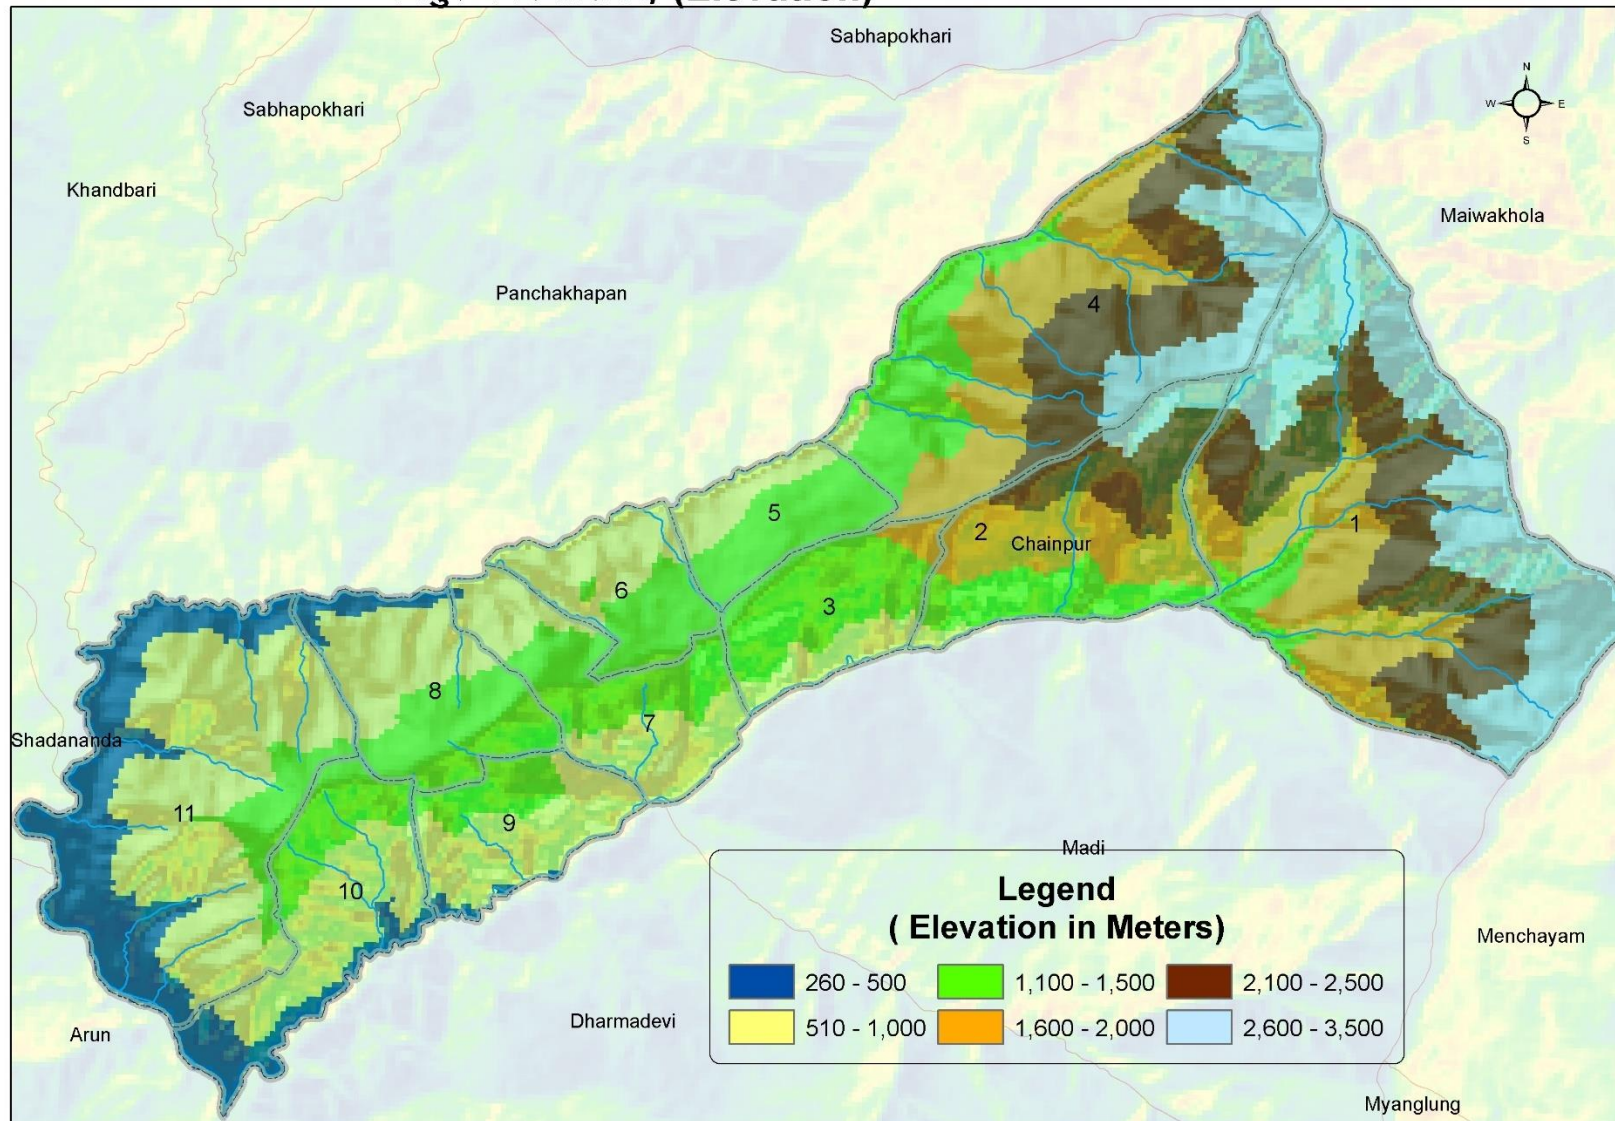 (Elevation)
Sabhapokhari
Sabhapokhari
N
W E
S
Khandbari
Maiwakhola
Panchakhapan
4
5
1
2
Chainpur
6
3
8
7
Shadananda
11
9
10
Madi
Legend
( Elevation in Meters)
260 - 500 1,100 - 1,500 2,100 - 2,500
510 - 1,000 1,600 - 2,000 2,600 - 3,500
Menchayam
Dharmadevi
Arun
Myanglung